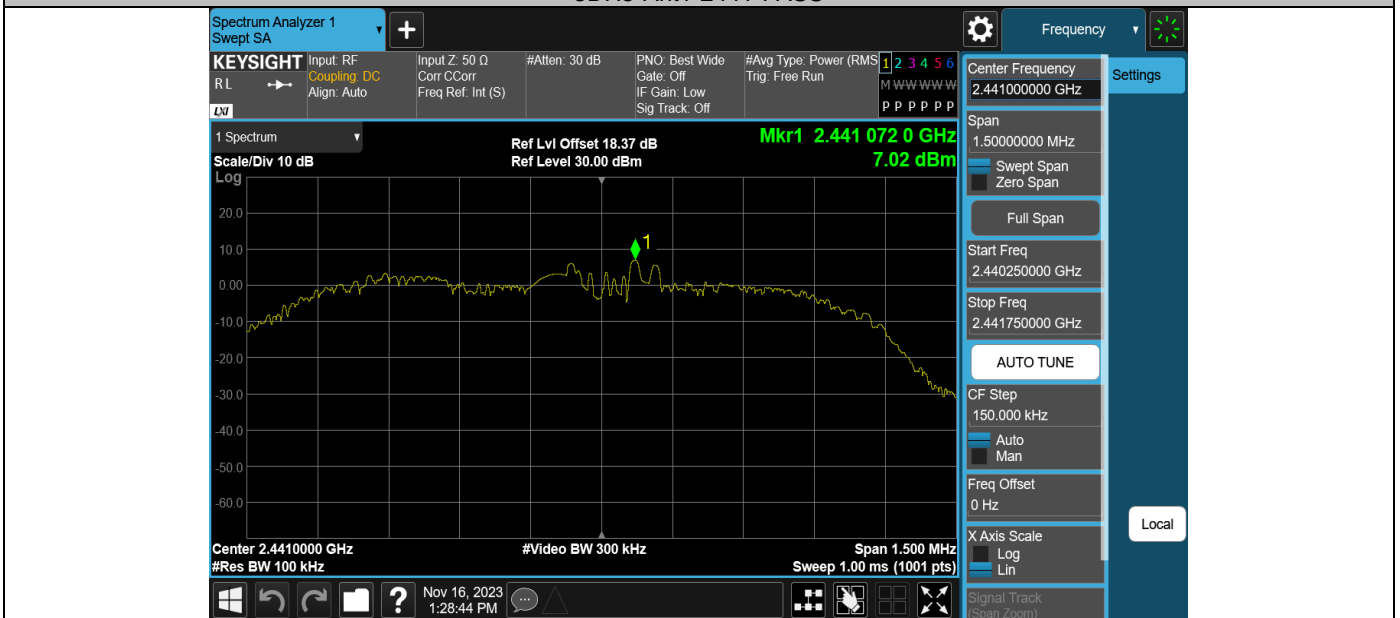 Spectrum Analyzer 1
Swept SA
Frequency
KEYSIGHT
R L
LXI
Input: RF
Coupling: DC
Align: Auto
Input Z: 50 Ω
Corr CCorr
Freq Ref: Int (S)
#Atten: 30 dB
PNO: Best Wide
Gate: Off
IF Gain: Low
Sig Track: Off
#Avg Type: Power (RMS
Trig: Free Run
1 2 3 4 5 6
M W W W W W
P P P P P P
1 Spectrum
Scale/Div 10 dB
Log
Ref Lvl Offset 18.37 dB
Ref Level 30.00 dBm
Mkr1 2.441 072 0 GHz
7.02 dBm
1
20.0
10.0
0.00
-10.0
-20.0
-30.0
-40.0
-50.0
-60.0
Center 2.4410000 GHz
#Res BW 100 kHz
#Video BW 300 kHz
Span 1.500 MHz
Sweep 1.00 ms (1001 pts)
Center Frequency
2.441000000 GHz
Settings
Span
1.50000000 MHz
Swept Span
Zero Span
Full Span
Start Freq
2.440250000 GHz
Stop Freq
2.441750000 GHz
AUTO TUNE
CF Step
150.000 kHz
Auto
Man
Freq Offset
0 Hz
X Axis Scale
Log
Lin
Local
Signal Track
(Span Zoom)
?
Nov 16, 2023
1:28:44 PM